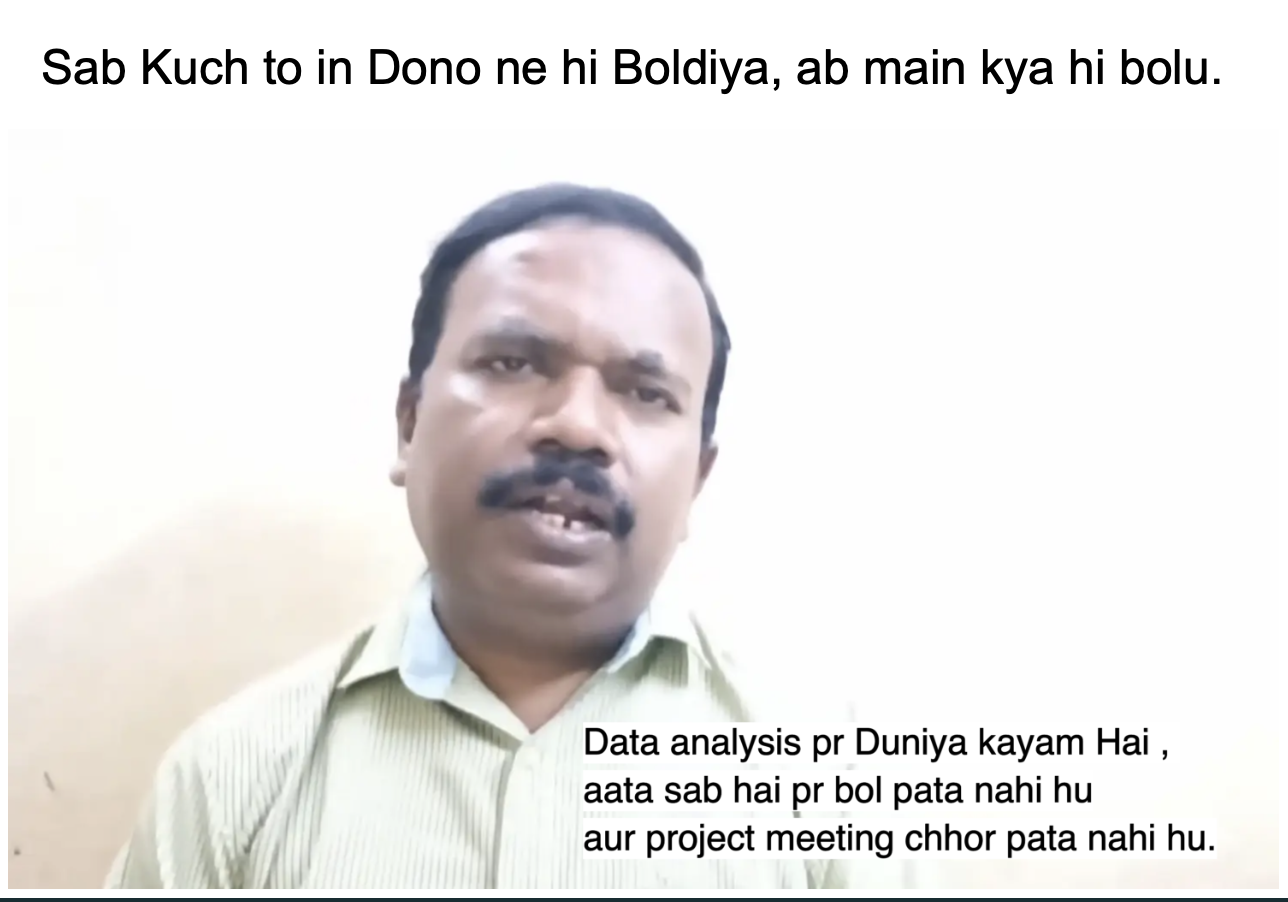 Sab Kuch to in Dono ne hi Boldiya, ab main kya hi bolu.
Data analysis pr Duniya kayam Hai ,
aata sab hai pr bol pata nahi hu
aur project meeting chhor pata nahi hu.